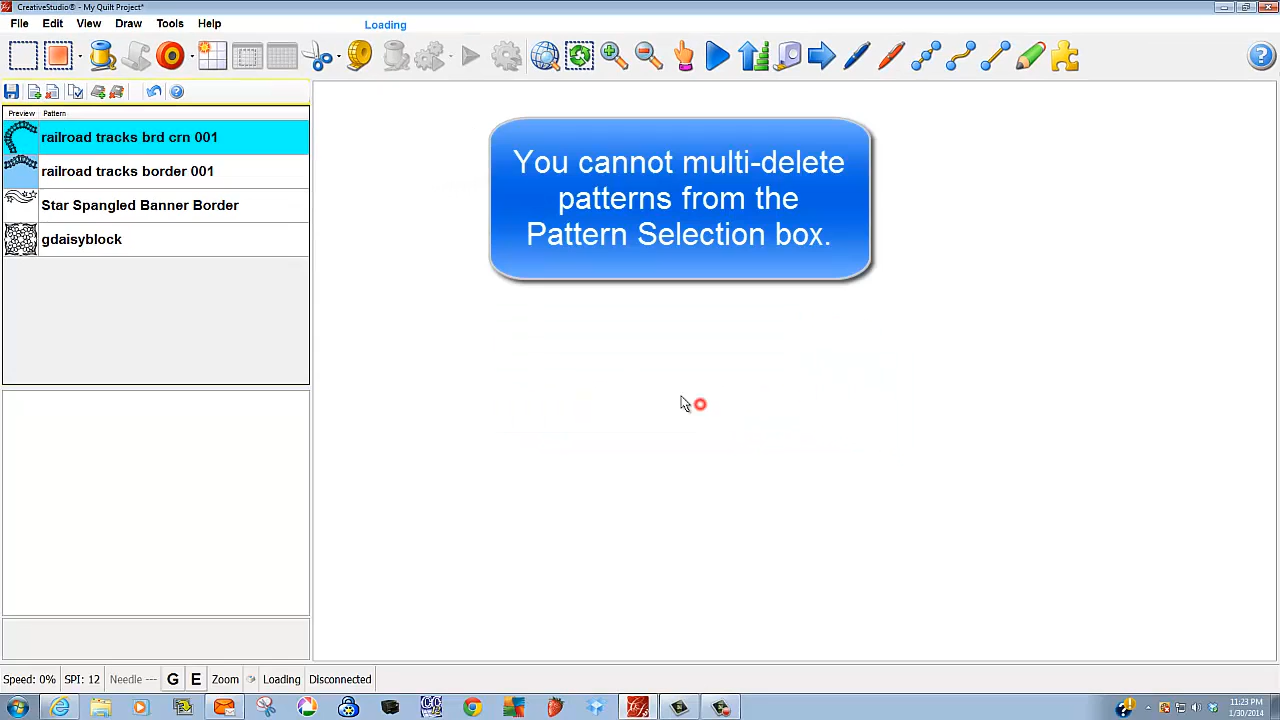 CreativeStudio® - My Quilt Project*
File Edit View Draw Tools Help Loading
Preview Pattern
railroad tracks brd crn 001
railroad tracks border 001
Star Spangled Banner Border
gdaisyblock
You cannot multi-delete
patterns from the
Pattern Selection box.
Speed: 0% SPI: 12 Needle --- G E Zoom Loading Disconnected
11:23 PM
1/30/2014